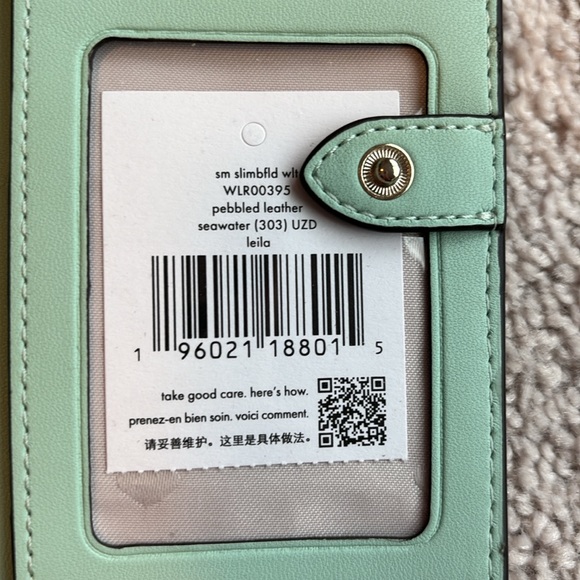 sm slimbfld wlt
WLR00395
pebbled leather
seawater (303) UZD
leila
1 96021 18801 5
take good care. here's how.
prenez-en bien soin. voici comment.
请妥善维护。这里是具体做法。